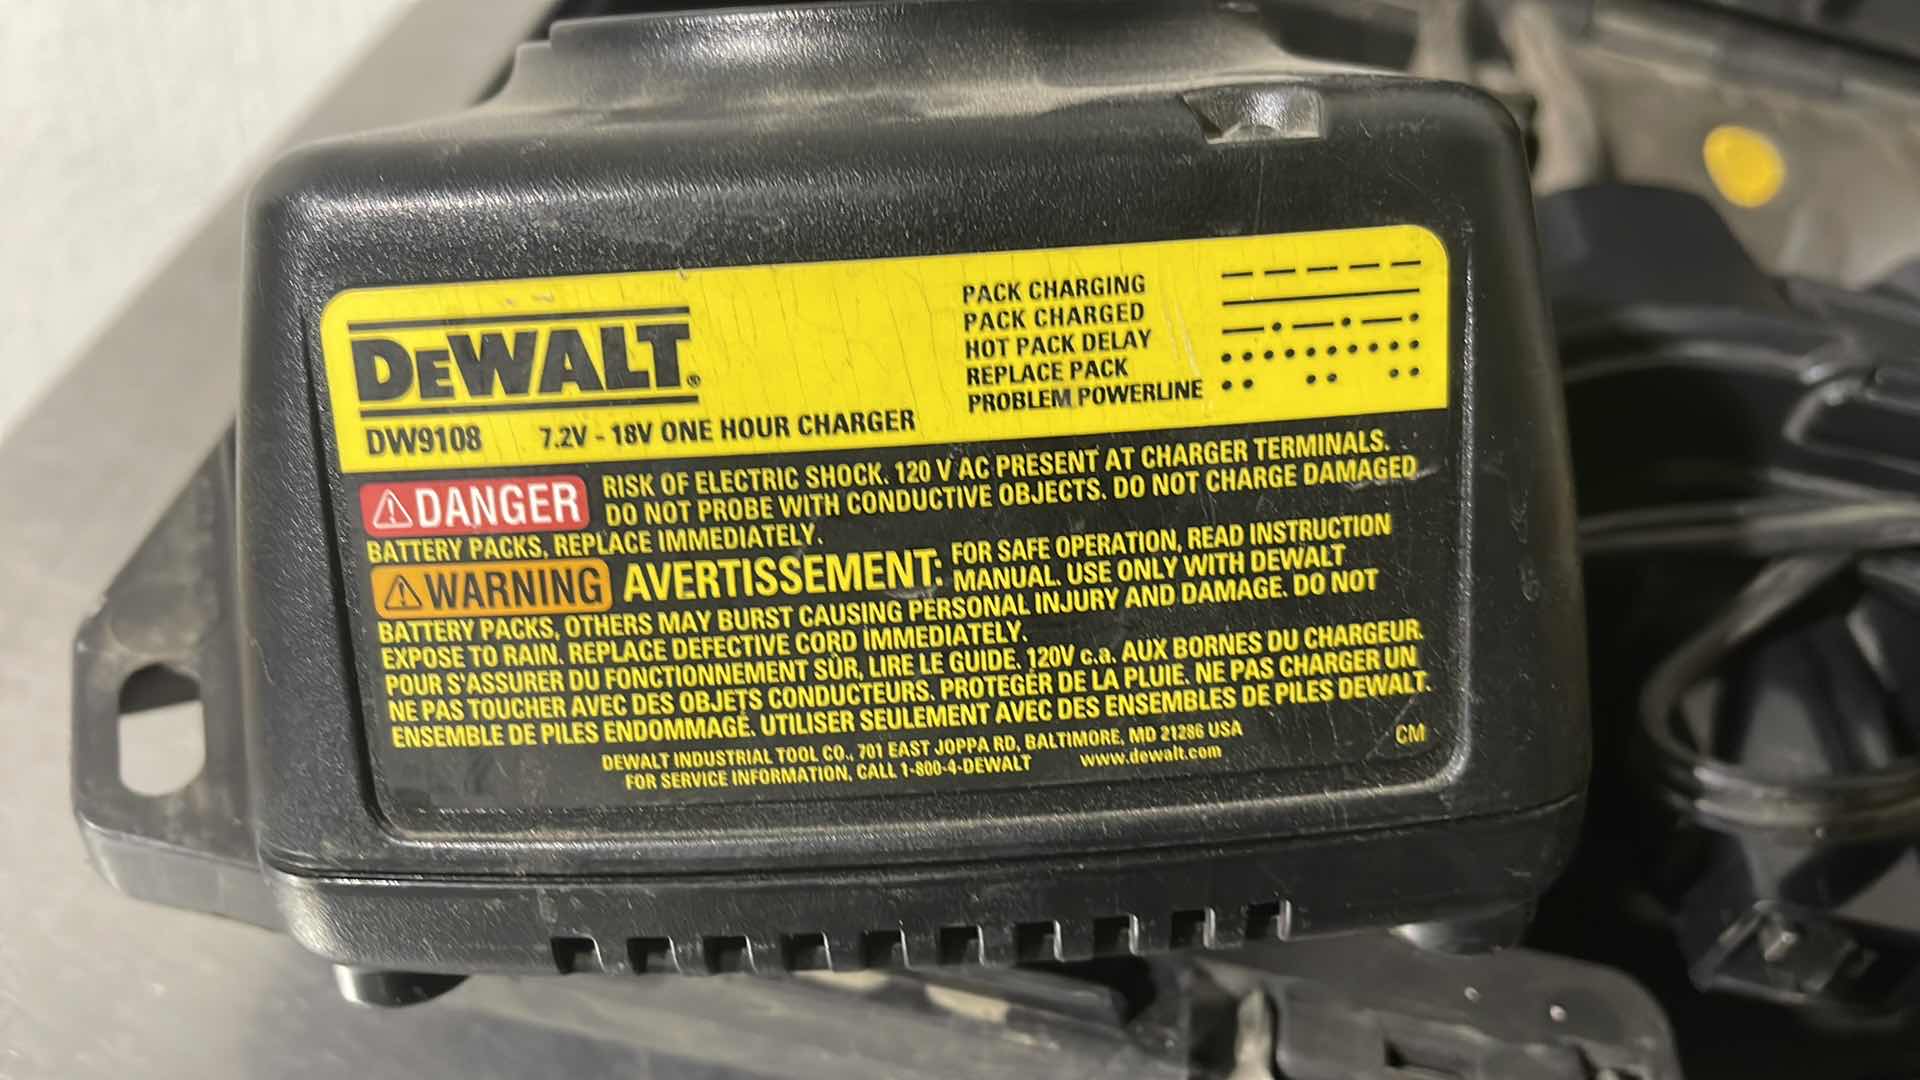 DEWALT®
DW9108 7.2V - 18V ONE HOUR CHARGER
PACK CHARGING
PACK CHARGED
HOT PACK DELAY
REPLACE PACK
PROBLEM POWERLINE
DANGER RISK OF ELECTRIC SHOCK. 120 V AC PRESENT AT CHARGER TERMINALS.
DO NOT PROBE WITH CONDUCTIVE OBJECTS. DO NOT CHARGE DAMAGED
BATTERY PACKS, REPLACE IMMEDIATELY.
WARNING AVERTISSEMENT: FOR SAFE OPERATION, READ INSTRUCTION
MANUAL. USE ONLY WITH DEWALT
BATTERY PACKS, OTHERS MAY BURST CAUSING PERSONAL INJURY AND DAMAGE. DO NOT
EXPOSE TO RAIN. REPLACE DEFECTIVE CORD IMMEDIATELY.
POUR S'ASSURER DU FONCTIONNEMENT SÛR, LIRE LE GUIDE. 120V c.a. AUX BORNES DU CHARGEUR.
NE PAS TOUCHER AVEC DES OBJETS CONDUCTEURS. PROTEGER DE LA PLUIE. NE PAS CHARGER UN
ENSEMBLE DE PILES ENDOMMAGÉ. UTILISER SEULEMENT AVEC DES ENSEMBLES DE PILES DEWALT.
DEWALT INDUSTRIAL TOOL CO., 701 EAST JOPPA RD, BALTIMORE, MD 21286 USA
FOR SERVICE INFORMATION, CALL 1-800-4-DEWALT www.dewalt.com
CM